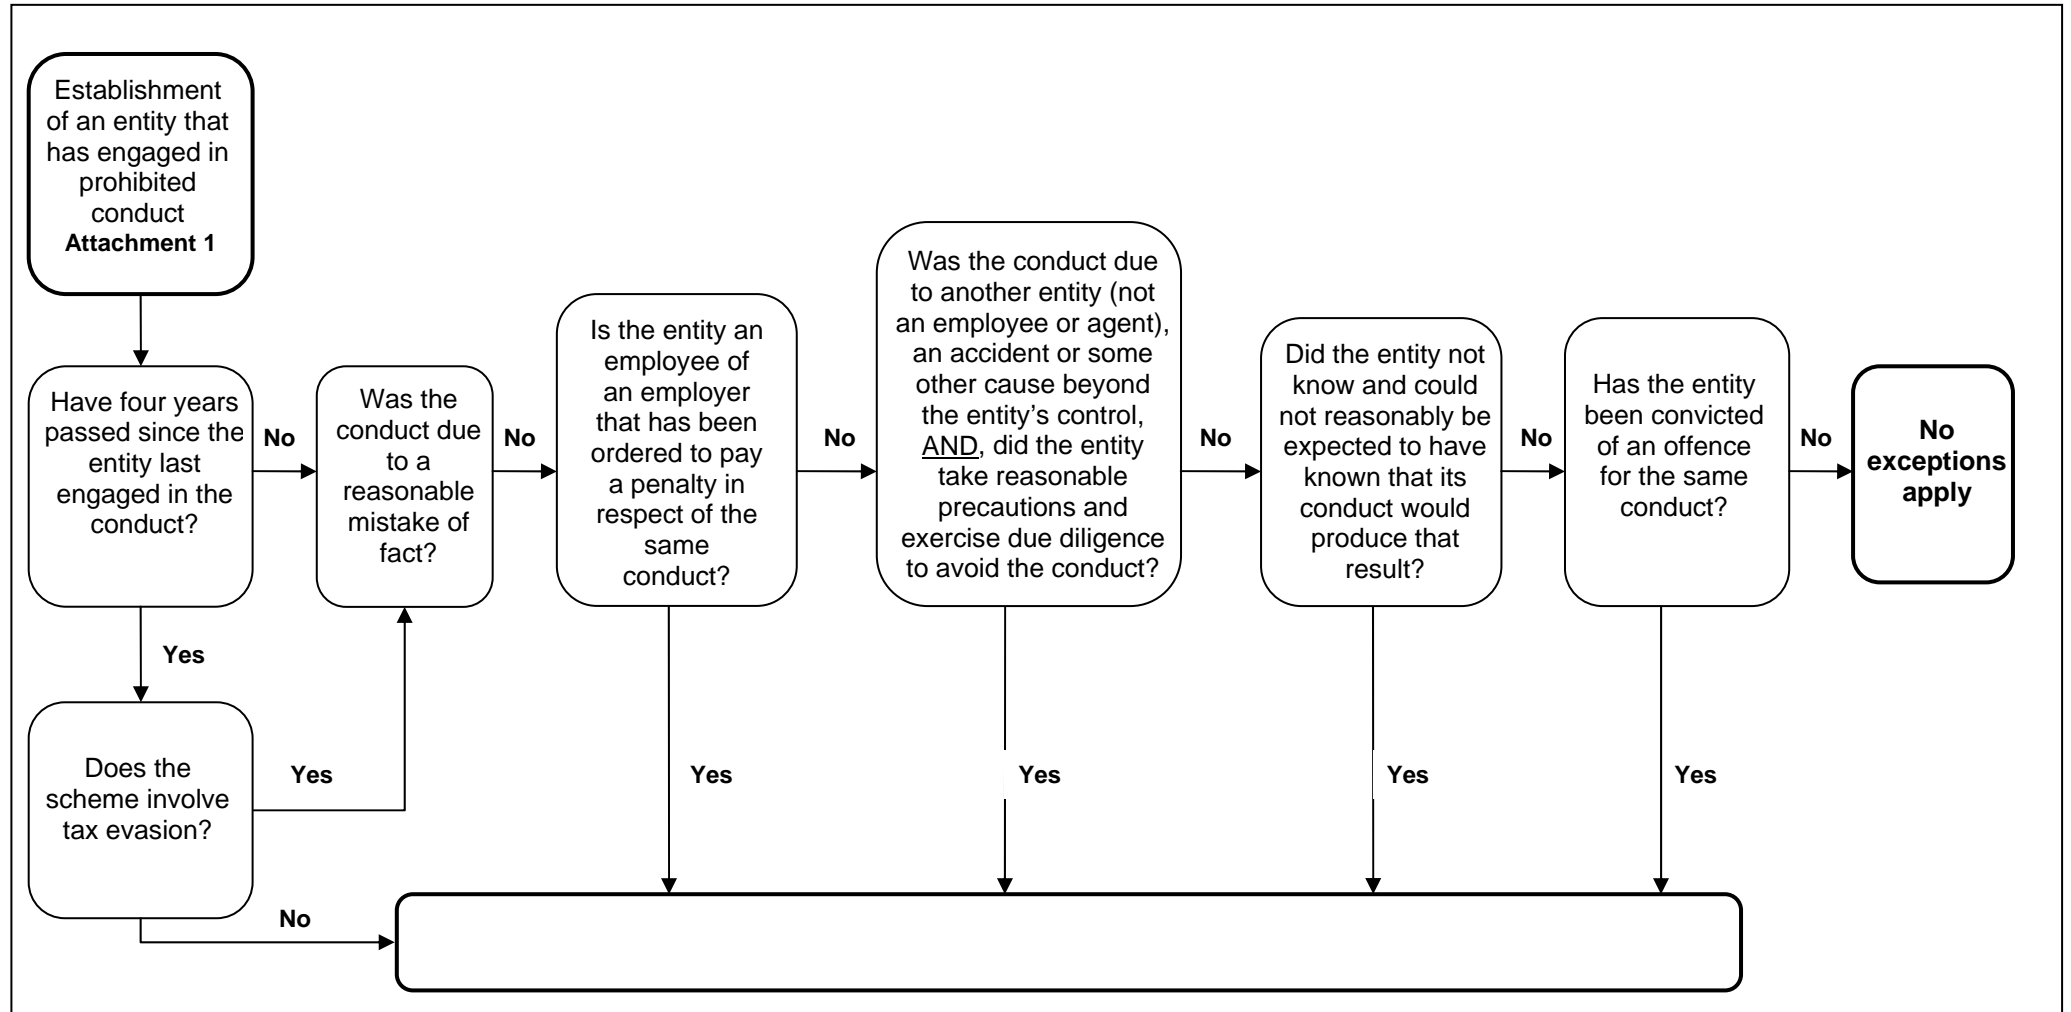 Establishment
of an entity that
has engaged in
prohibited
conduct
Attachment 1
Have four years
passed since the
entity last
engaged in the
conduct?
No
Was the
conduct due
to a
reasonable
mistake of
fact?
No
Is the entity an
employee of
an employer
that has been
ordered to pay
a penalty in
respect of the
same
conduct?
No
Was the conduct due
to another entity (not
an employee or agent),
an accident or some
other cause beyond
the entity's control,
AND, did the entity
take reasonable
precautions and
exercise due diligence
to avoid the conduct?
No
Did the entity not
know and could
not reasonably be
expected to have
known that its
conduct would
produce that
result?
No
Has the entity
been convicted
of an offence
for the same
conduct?
No
No
exceptions
apply
Yes
Does the
scheme involve
tax evasion?
Yes
Yes
Yes
Yes
Yes
No